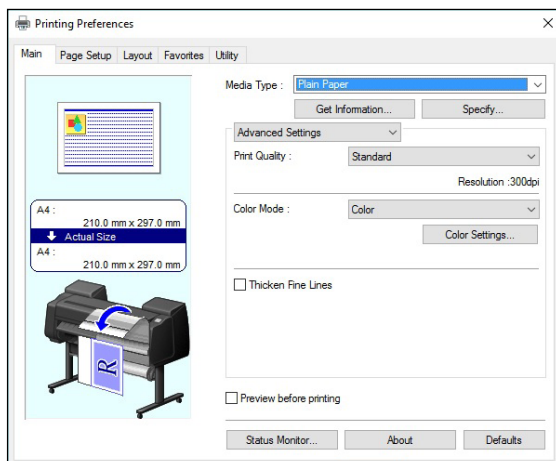 Printing Preferences
Main Page Setup Layout Favorites Utility
Media Type : Plain Paper
Get Information... Specify...
Advanced Settings
Print Quality : Standard
Resolution :300dpi
A4 :
210.0 mm x 297.0 mm
Actual Size
A4 :
210.0 mm x 297.0 mm
Color Mode : Color
Color Settings...
Thicken Fine Lines
R
Preview before printing
Status Monitor... About Defaults